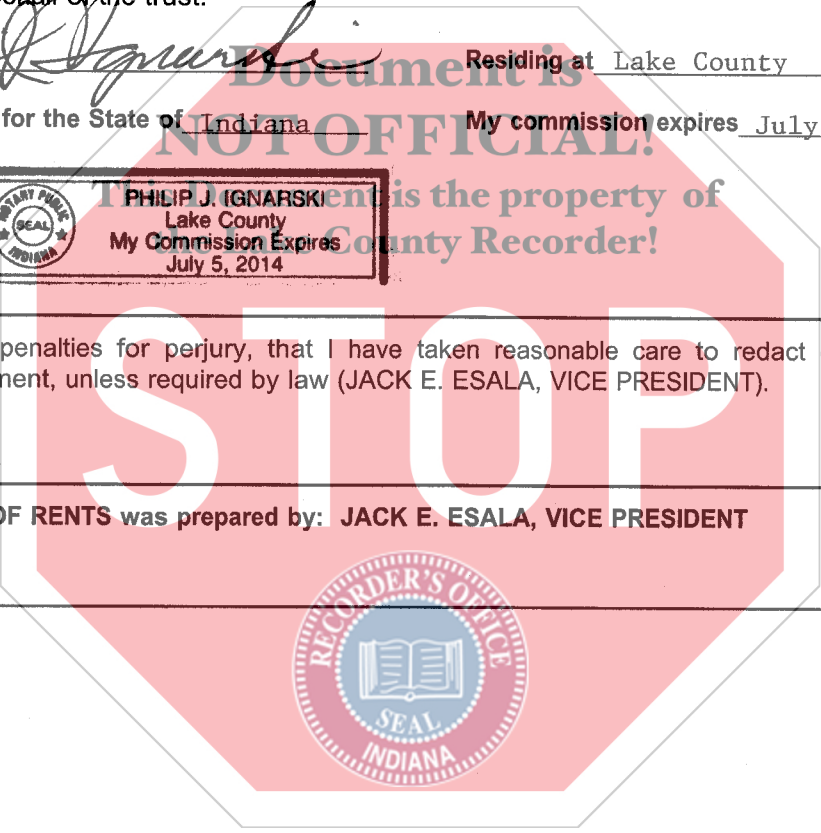 behalf of the trust.
Ignarski Residing at Lake County
for the State of Indiana My commission expires July
Document is
NOT OFFICIAL!
This Document is the property of
the Lake County Recorder!
NOTARY PUBLIC
SEAL
INDIANA
PHILIP J. IGNARSKI
Lake County
My Commission Expires
July 5, 2014
STOP
penalties for perjury, that I have taken reasonable care to redact
ment, unless required by law (JACK E. ESALA, VICE PRESIDENT).
OF RENTS was prepared by: JACK E. ESALA, VICE PRESIDENT
RECORDER'S OFFICE
SEAL
INDIANA